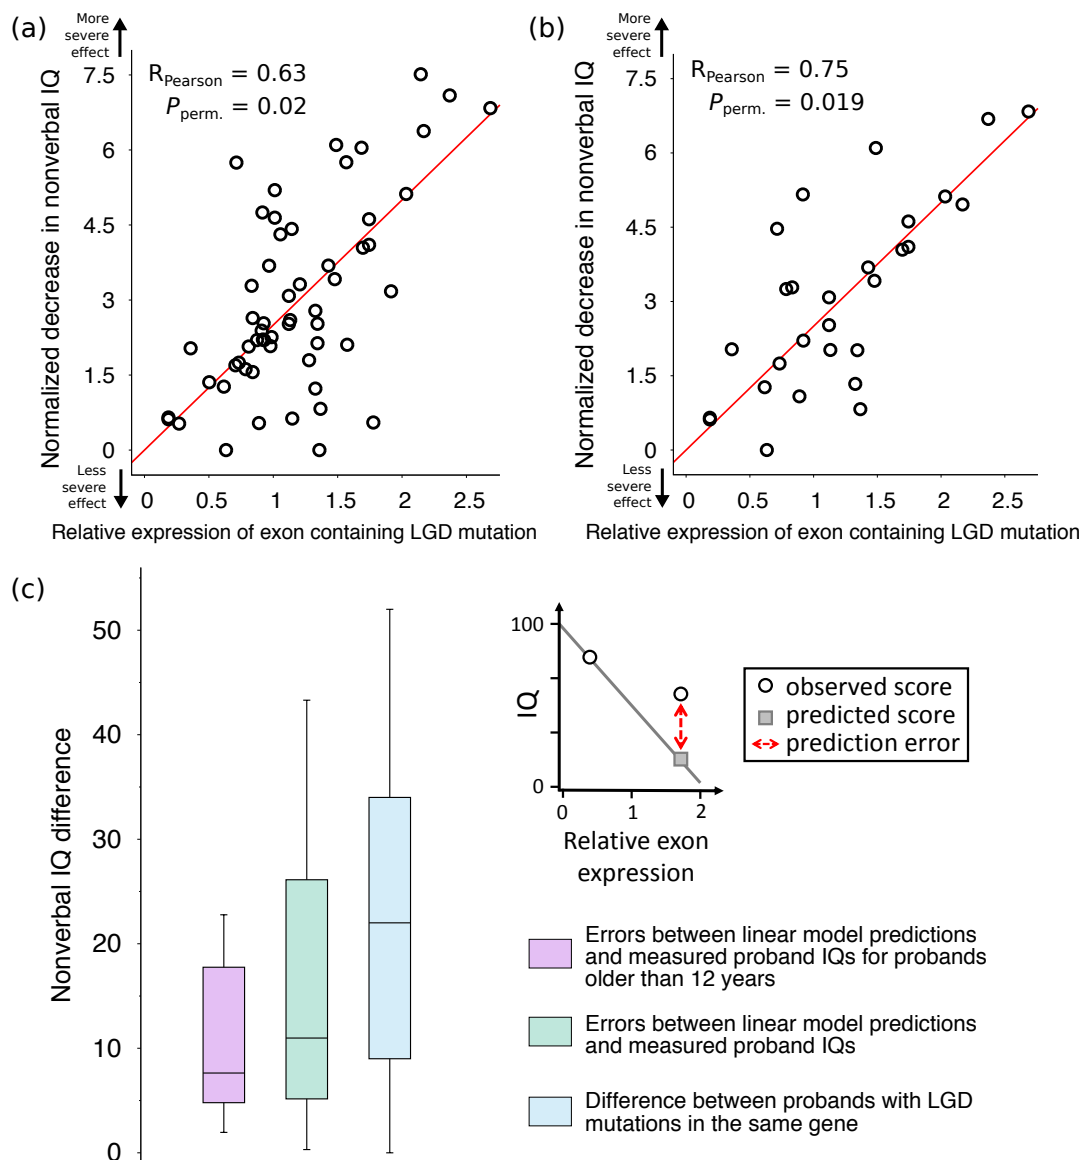 (a)
More
severe
effect
Normalized decrease in nonverbal IQ
R_Pearson = 0.63
P_perm. = 0.02
7.5
6
4.5
3
1.5
0
Less
severe
effect
0
0.5
1
1.5
2
2.5
Relative expression of exon containing LGD mutation
(b)
More
severe
effect
Normalized decrease in nonverbal IQ
R_Pearson = 0.75
P_perm. = 0.019
7.5
6
4.5
3
1.5
0
Less
severe
effect
0
0.5
1
1.5
2
2.5
Relative expression of exon containing LGD mutation
(c)
Nonverbal IQ difference
50
40
30
20
10
0
IQ
100
0
0
1
2
Relative exon
expression
observed score
predicted score
prediction error
Errors between linear model predictions
and measured proband IQs for probands
older than 12 years
Errors between linear model predictions
and measured proband IQs
Difference between probands with LGD
mutations in the same gene